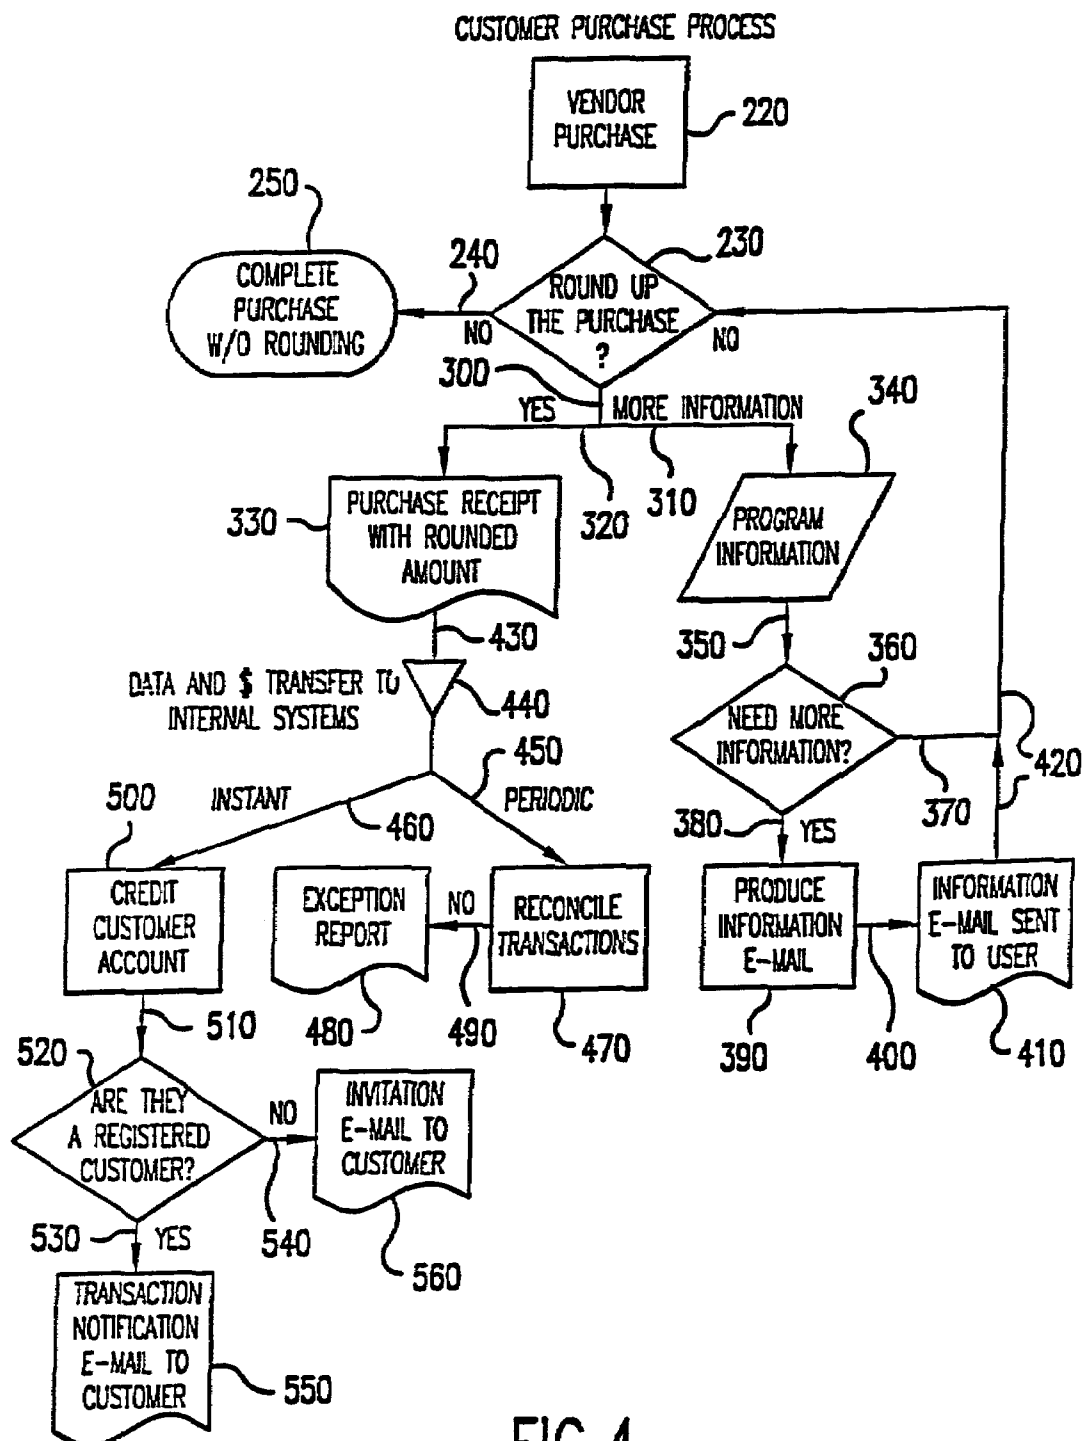 CUSTOMER PURCHASE PROCESS
VENDOR
PURCHASE
220
250
230
240
COMPLETE
PURCHASE
W/O ROUNDING
ROUND UP
THE PURCHASE
?
NO
NO
300
YES
MORE INFORMATION
340
330
PURCHASE RECEIPT
WITH ROUNDED
AMOUNT
320
310
PROGRAM
INFORMATION
430
350
360
DATA AND $ TRANSFER TO
INTERNAL SYSTEMS
440
NEED MORE
INFORMATION?
450
420
370
500
INSTANT
460
PERIODIC
380
YES
CREDIT
CUSTOMER
ACCOUNT
EXCEPTION
REPORT
NO
RECONCILE
TRANSACTIONS
PRODUCE
INFORMATION
E-MAIL
INFORMATION
E-MAIL SENT
TO USER
510
480
490
470
390
400
410
520
ARE THEY
A REGISTERED
CUSTOMER?
NO
INVITATION
E-MAIL TO
CUSTOMER
530
YES
540
560
TRANSACTION
NOTIFICATION
E-MAIL TO
CUSTOMER
550
FIG. 4